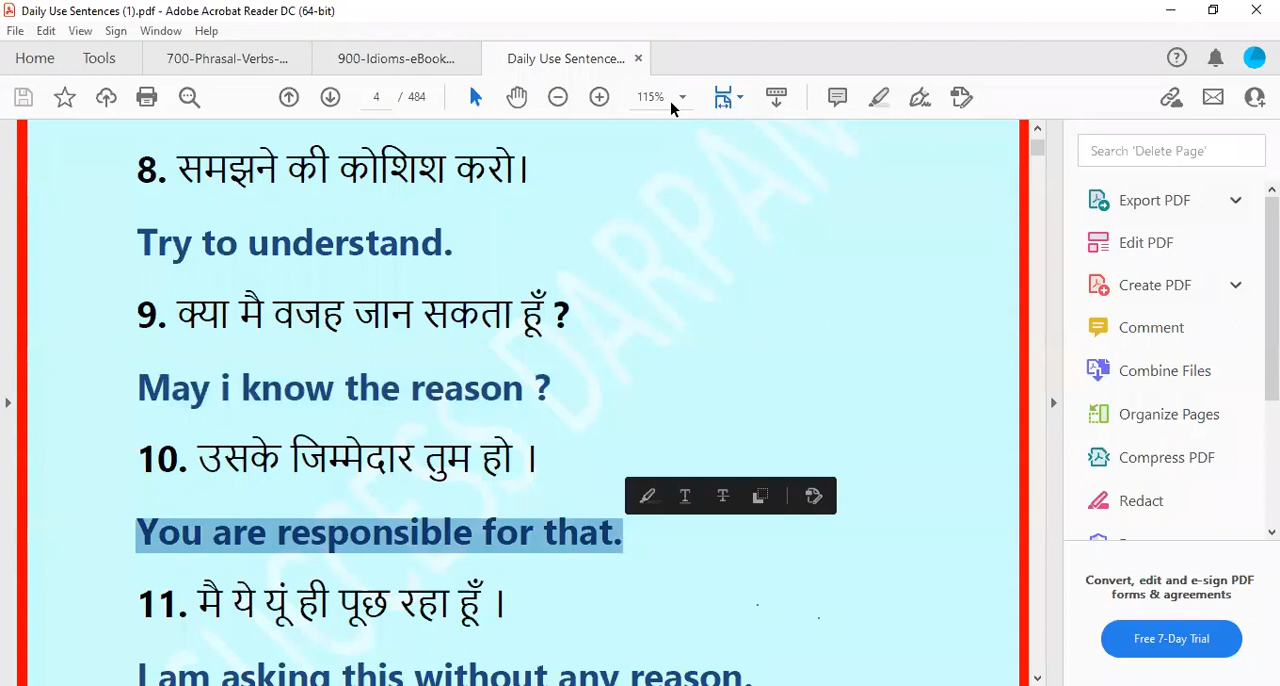 Daily Use Sentences (1).pdf - Adobe Acrobat Reader DC (64-bit)
File Edit View Sign Window Help
Home Tools 700-Phrasal-Verbs-... 900-Idioms-eBook... Daily Use Sentence... ×
4 / 484 115%
Search 'Delete Page'
8. समझने की कोशिश करो।
Export PDF
Try to understand.
Edit PDF
Create PDF
9. क्या मै वजह जान सकता हूँ ?
Comment
May i know the reason ?
Combine Files
Organize Pages
10. उसके जिम्मेदार तुम हो ।
Compress PDF
Redact
You are responsible for that.
11. मै ये यूं ही पूछ रहा हूँ ।
I am asking this without any reason.
Convert, edit and e-sign PDF
forms & agreements
Free 7-Day Trial
SUCCESS DARPAN